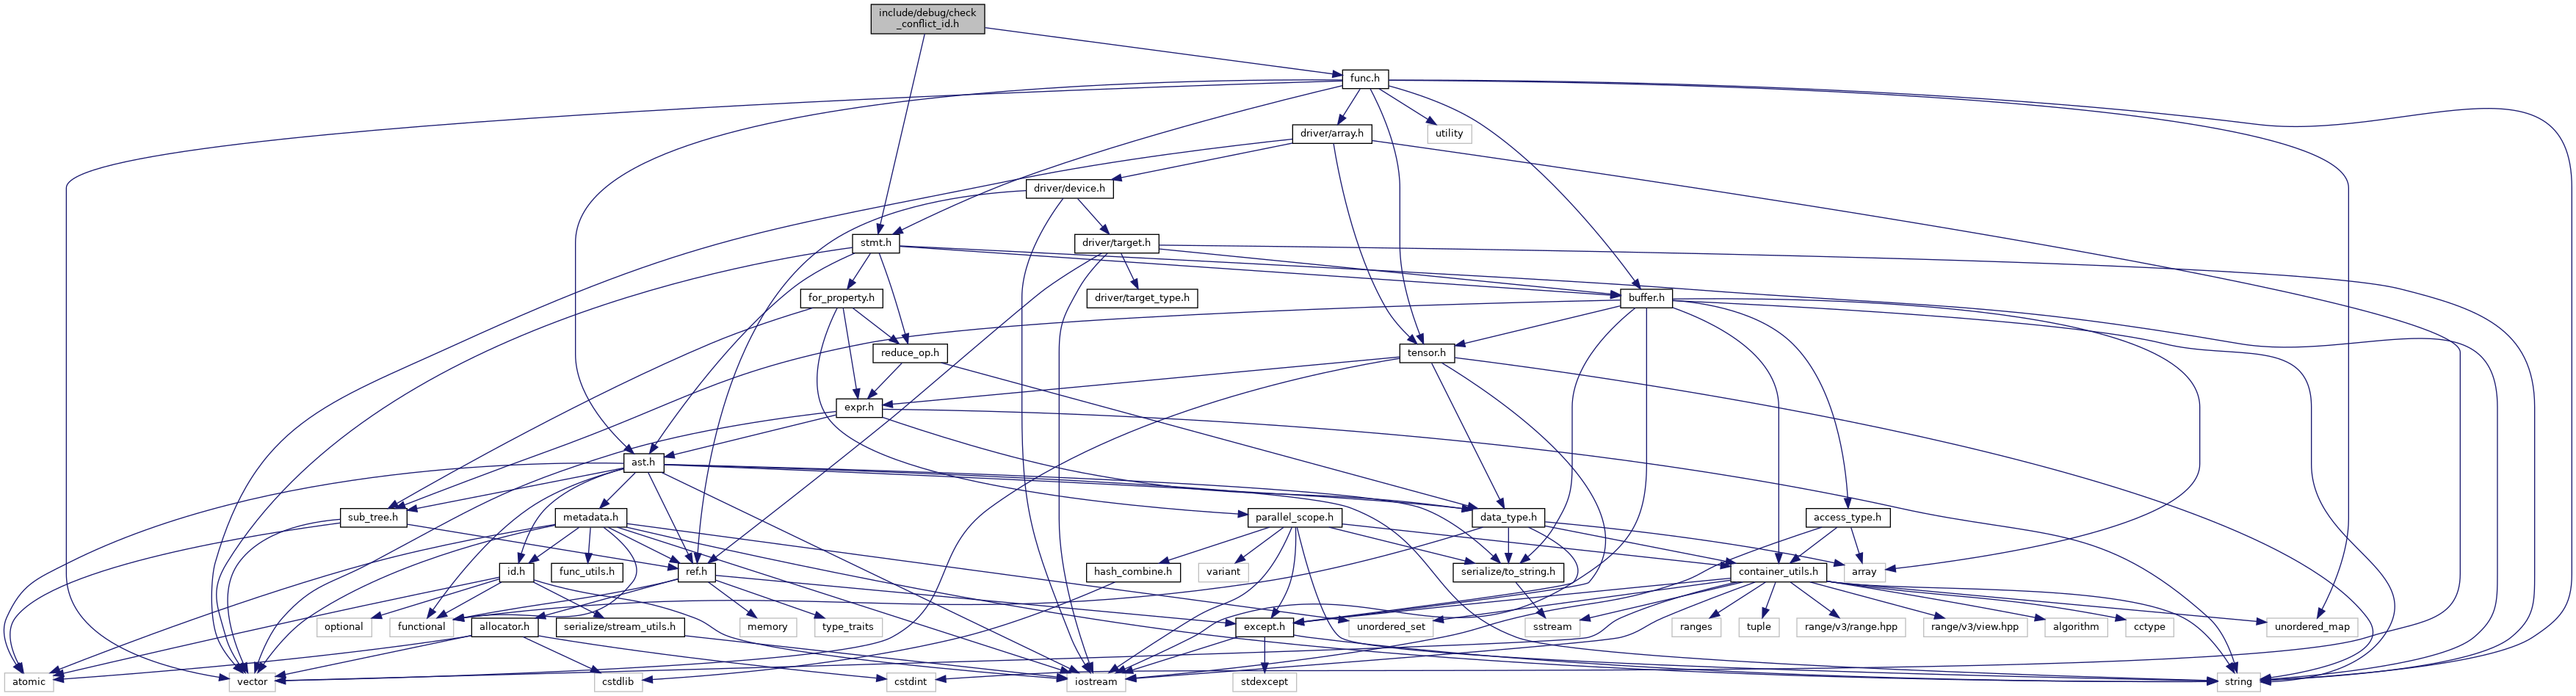 include/debug/check
_conflict_id.h
func.h
driver/array.h
utility
driver/device.h
stmt.h
driver/target.h
for_property.h
driver/target_type.h
buffer.h
reduce_op.h
tensor.h
expr.h
ast.h
sub_tree.h
metadata.h
parallel_scope.h
data_type.h
access_type.h
id.h
func_utils.h
ref.h
hash_combine.h
variant
serialize/to_string.h
container_utils.h
array
optional
functional
allocator.h
serialize/stream_utils.h
memory
type_traits
except.h
unordered_set
sstream
ranges
tuple
range/v3/range.hpp
range/v3/view.hpp
algorithm
cctype
unordered_map
atomic
vector
cstdlib
cstdint
iostream
stdexcept
string